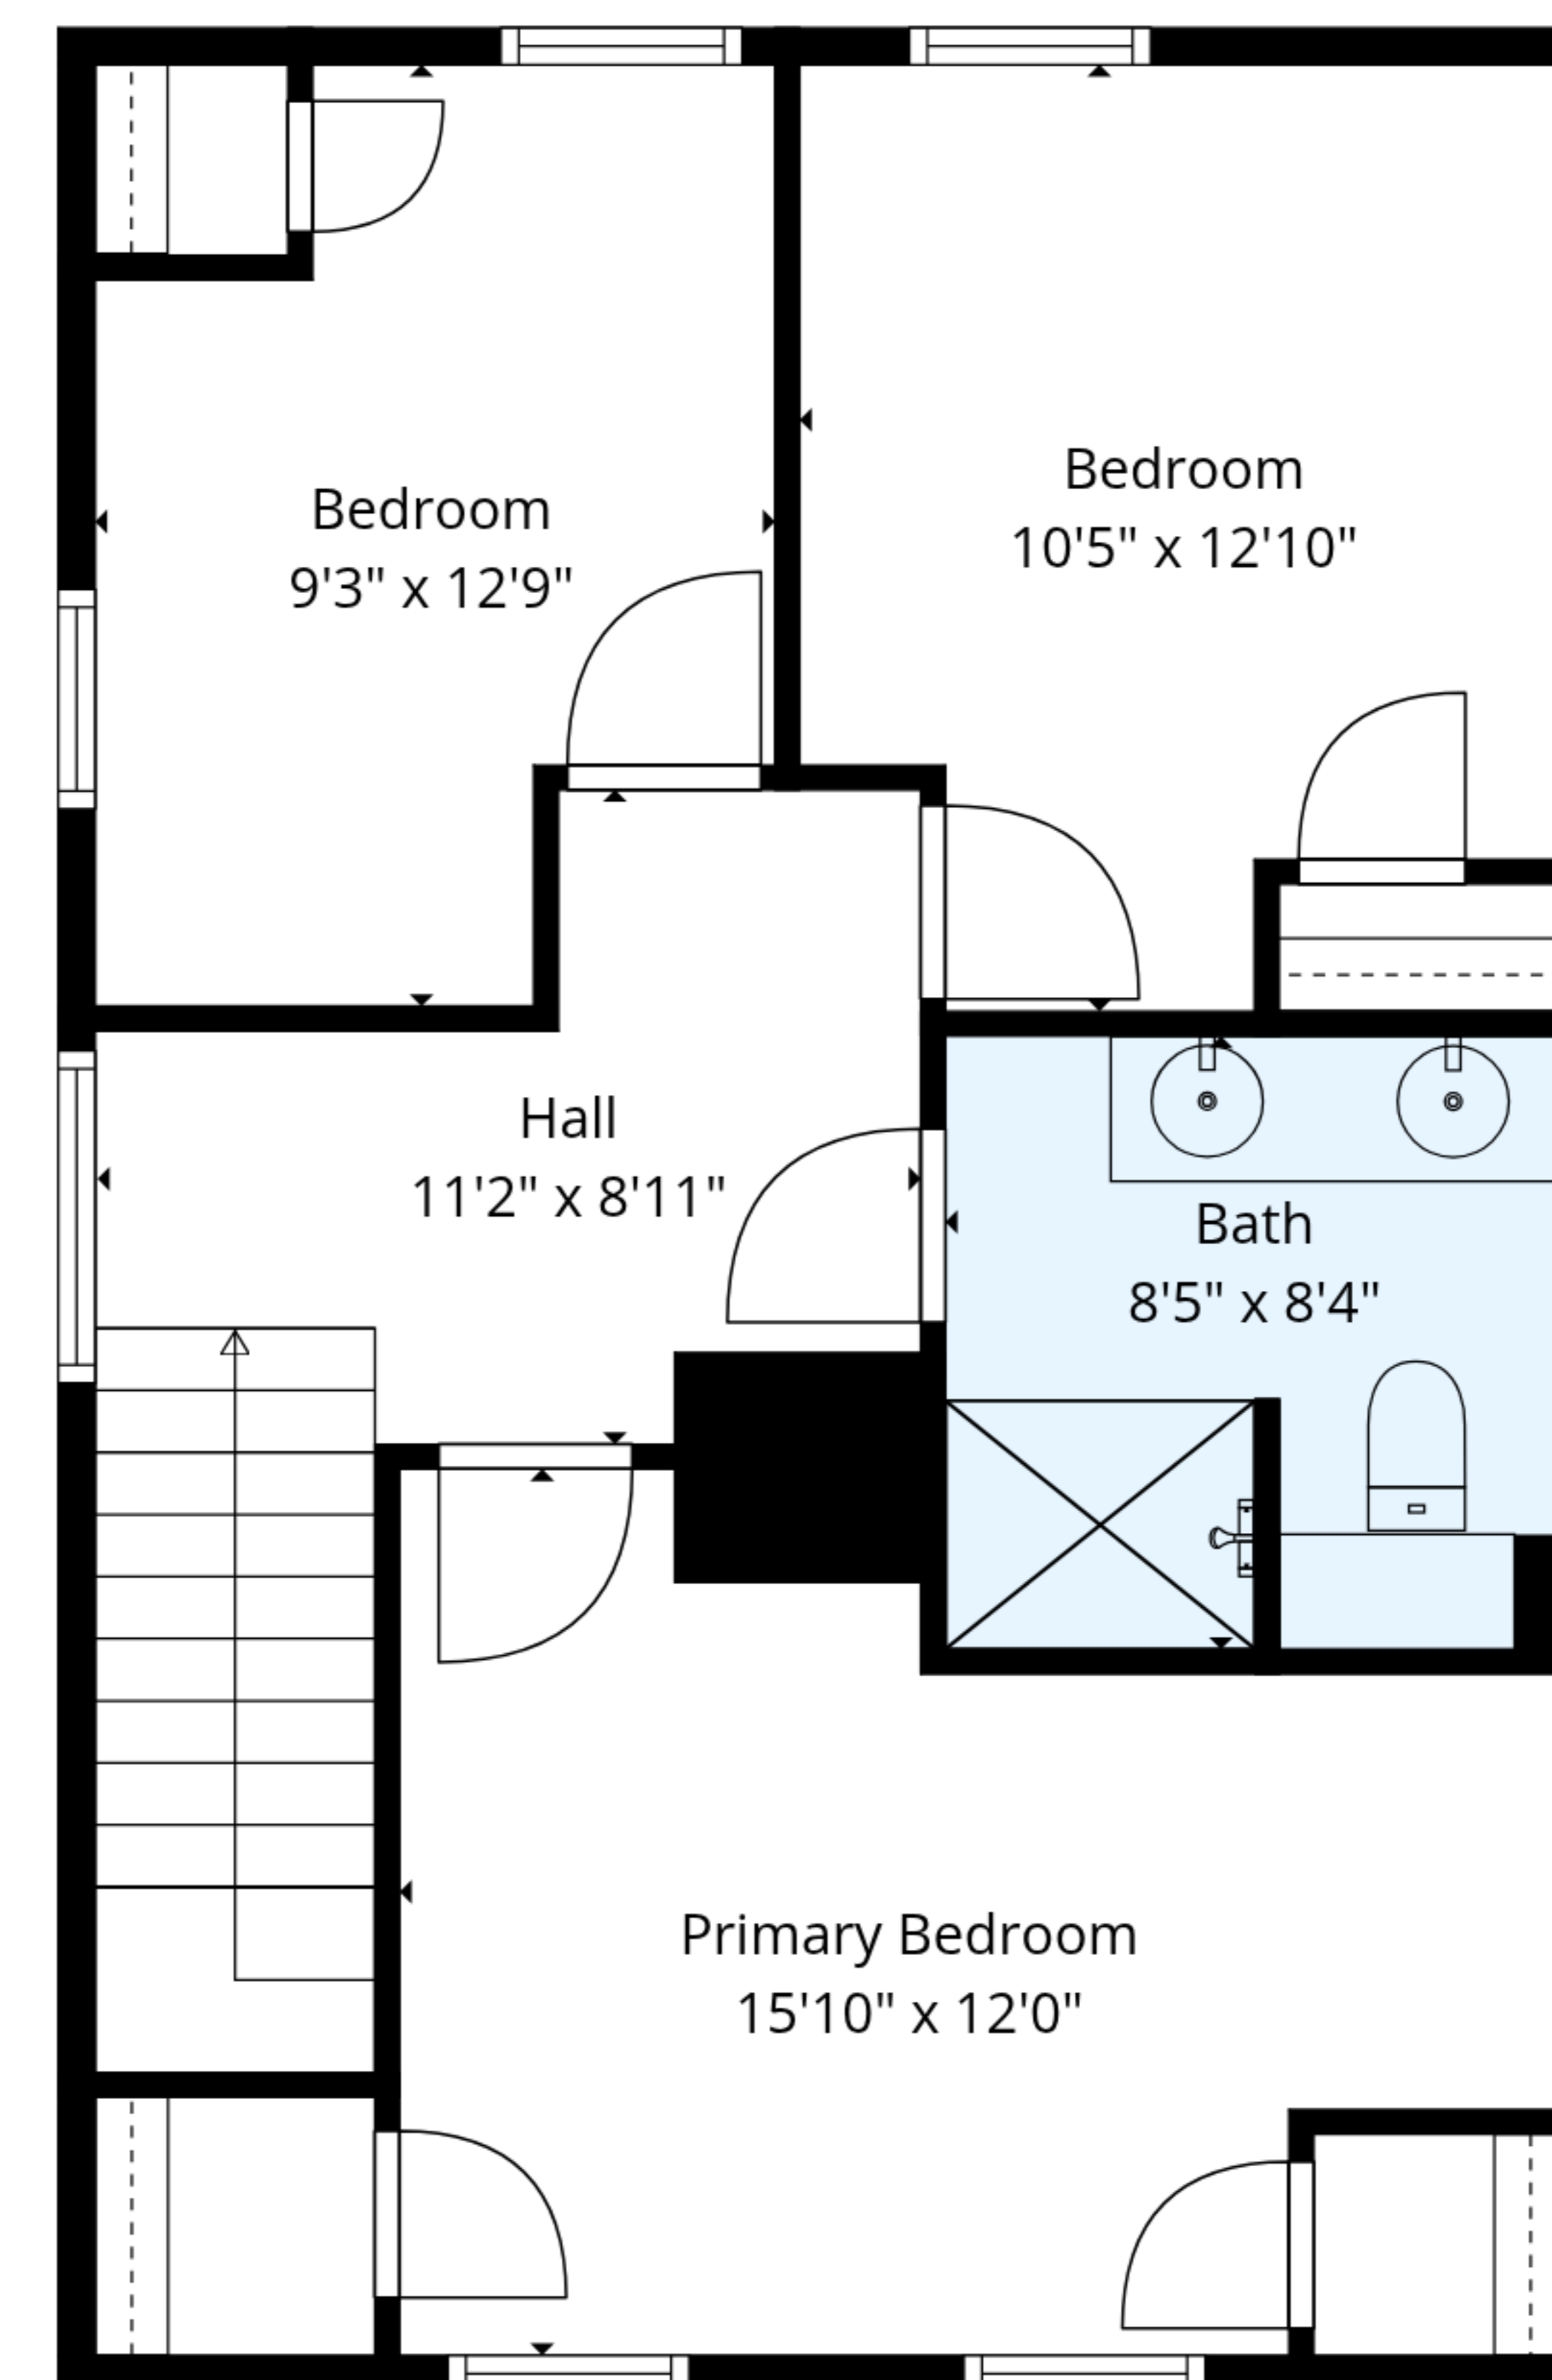 Bedroom
9'3" x 12'9"
Bedroom
10'5" x 12'10"
Hall
11'2" x 8'11"
Bath
8'5" x 8'4"
Primary Bedroom
15'10" x 12'0"